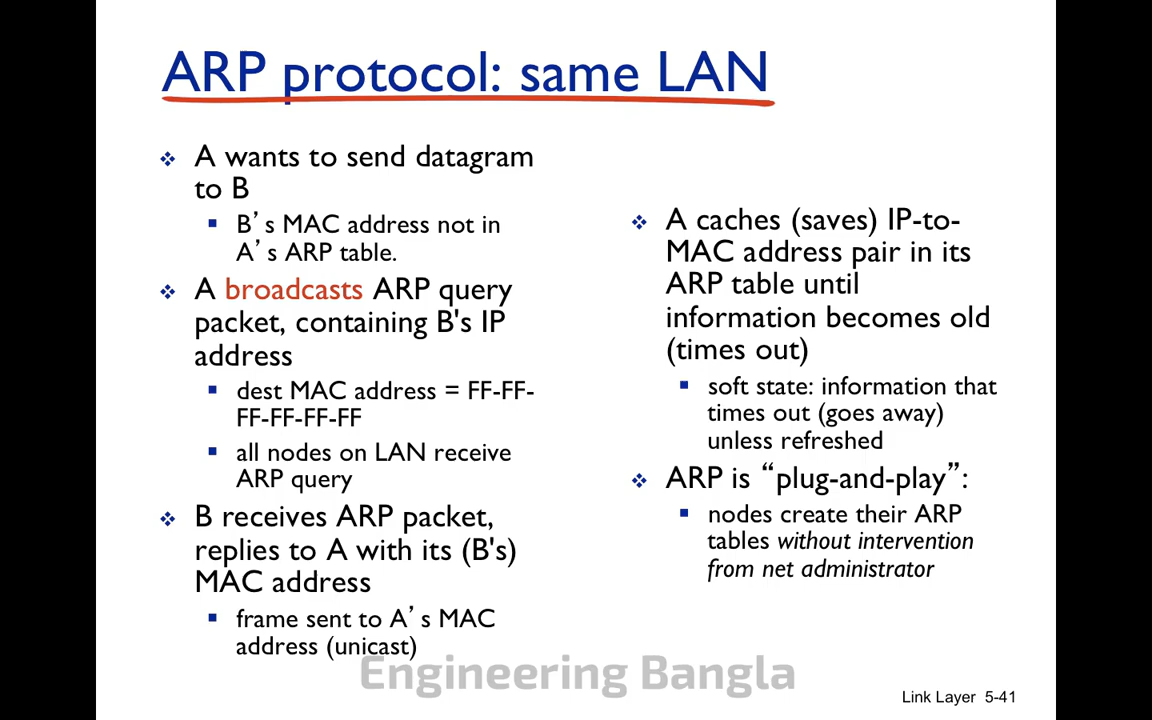 ARP protocol: same LAN
A wants to send datagram
to B
B's MAC address not in
A's ARP table.
A broadcasts ARP query
packet, containing B's IP
address
dest MAC address = FF-FF-
FF-FF-FF-FF
all nodes on LAN receive
ARP query
B receives ARP packet,
replies to A with its (B's)
MAC address
frame sent to A's MAC
address (unicast)
A caches (saves) IP-to-
MAC address pair in its
ARP table until
information becomes old
(times out)
soft state: information that
times out (goes away)
unless refreshed
ARP is “plug-and-play”:
nodes create their ARP
tables without intervention
from net administrator
Engineering Bangla
Link Layer 5-41